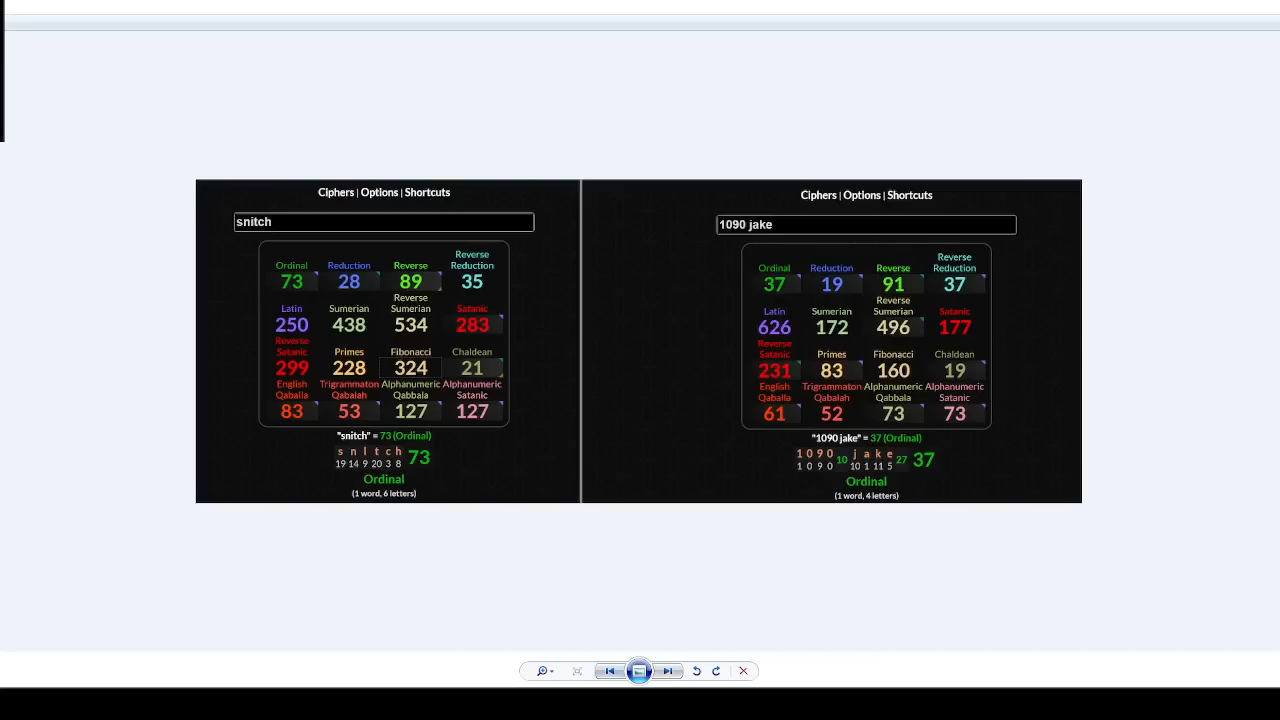 Ciphers | Options | Shortcuts
snitch
Ordinal Reduction Reverse Reverse Reduction
73 28 89 35
Latin Sumerian Reverse Sumerian Satanic
250 438 534 283
Reverse Satanic Primes Fibonacci Chaldean
299 228 324 21
English Qaballa Trigrammaton Qabalah Alphanumeric Qabbala Alphanumeric Satanic
83 53 127 127
"snitch" = 73 (Ordinal)
s n I t c h 73
19 14 9 20 3 8
Ordinal
(1 word, 6 letters)
Ciphers | Options | Shortcuts
1090 jake
Ordinal Reduction Reverse Reverse Reduction
37 19 91 37
Latin Sumerian Reverse Sumerian Satanic
626 172 496 177
Reverse Satanic Primes Fibonacci Chaldean
231 83 160 19
English Qaballa Trigrammaton Qabalah Alphanumeric Qabbala Alphanumeric Satanic
61 52 73 73
"1090 jake" = 37 (Ordinal)
1 0 9 0 10 j a k e 27 37
1 0 9 0 10 1 11 5
Ordinal
(1 word, 4 letters)